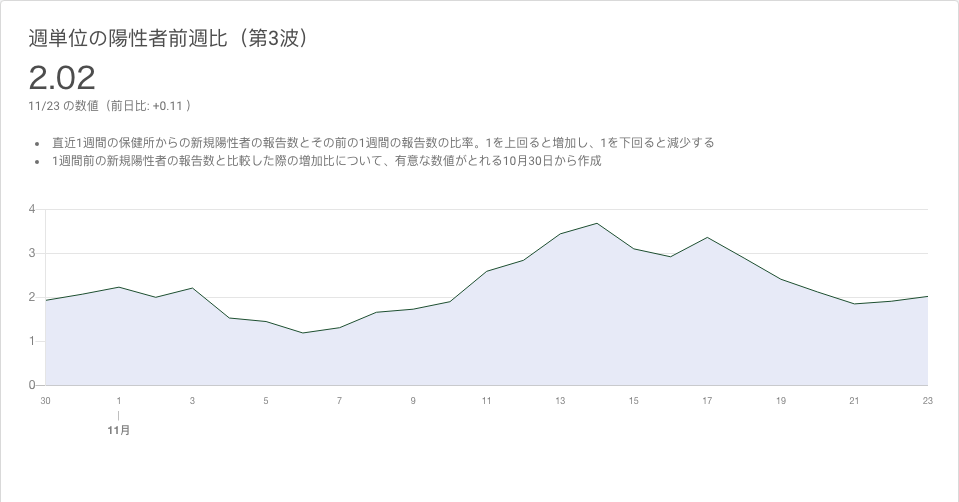 週単位の陽性者前週比（第3波）
2.02
11/23 の数値（前日比: +0.11 ）
• 直近1週間の保健所からの新規陽性者の報告数とその前の1週間の報告数の比率。1を上回ると増加し、1を下回ると減少する
• 1週間前の新規陽性者の報告数と比較した際の増加比について、有意な数値がとれる10月30日から作成
4
3
2
1
0
30 1 3 5 7 9 11 13 15 17 19 21 23
11月